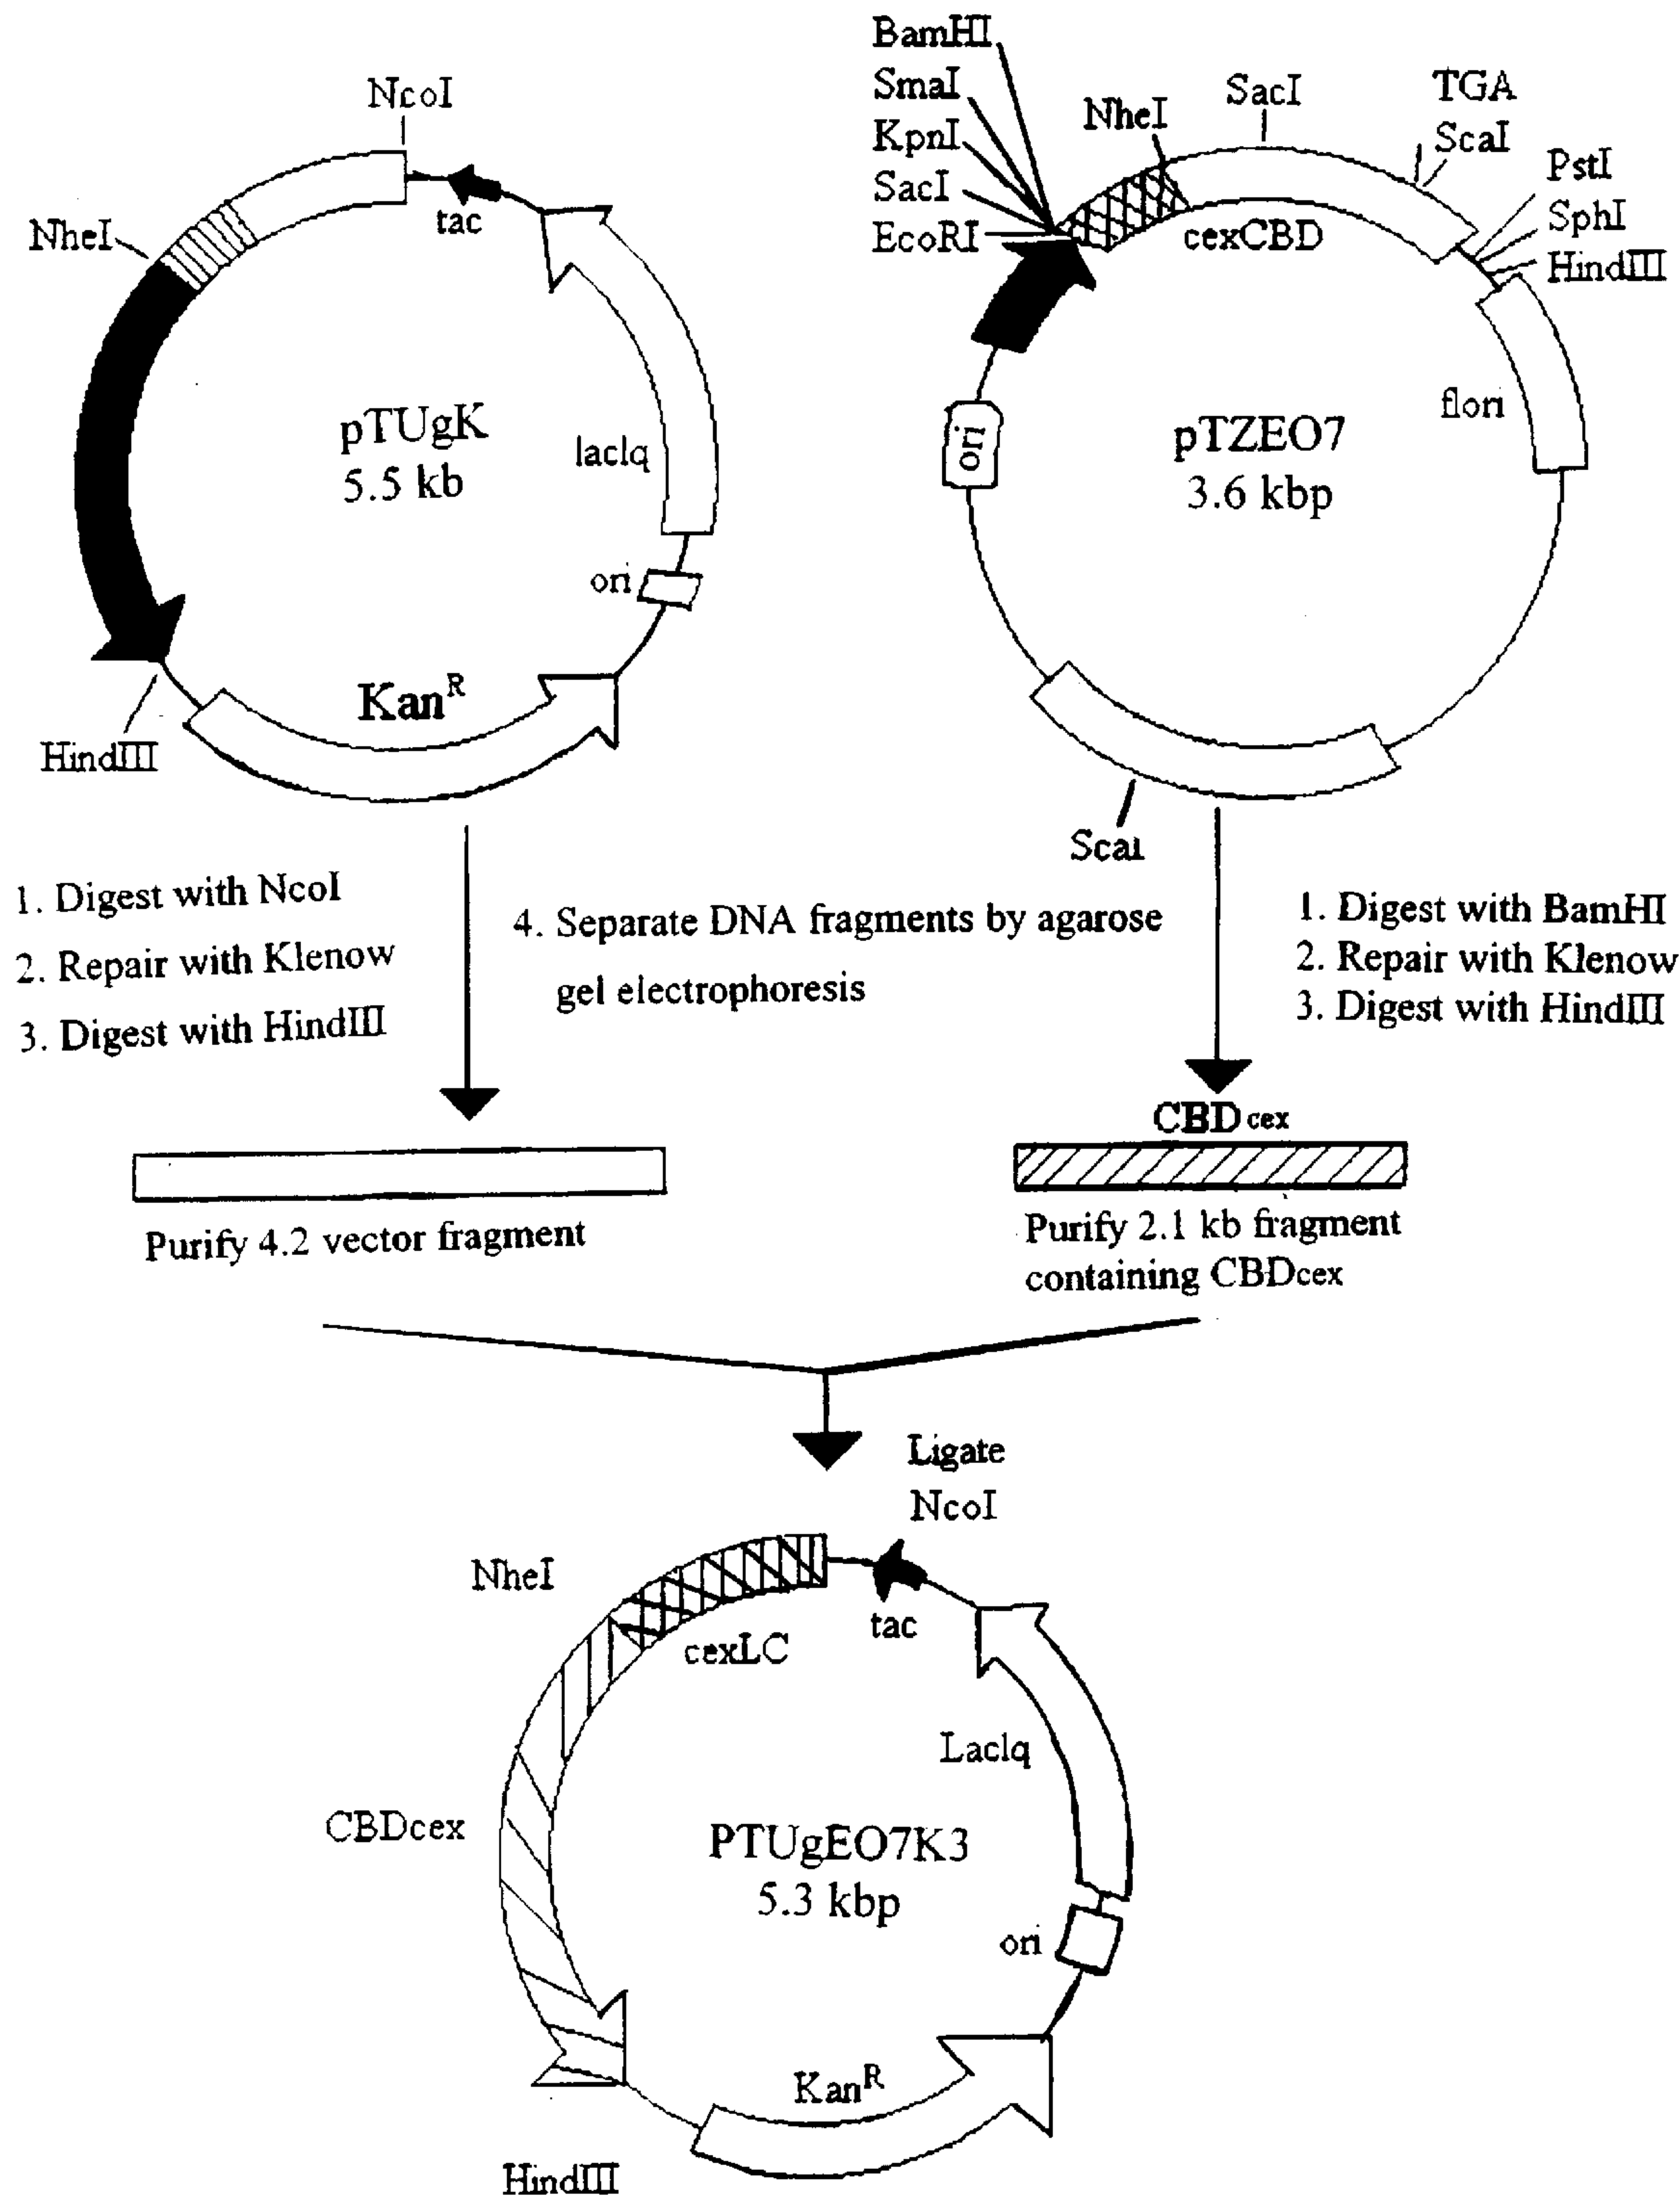 NcoI
NheI
tac
pTUgK
5.5 kb
lacIq
ori
Kan^R
HindIII
BamHI
SmaI
KpnI
SacI
EcoRI
NheI
SacI
TGA
ScaI
PstI
SphI
HindIII
cexCBD
flori
ori
pTZEO7
3.6 kbp
ScaI
1. Digest with NcoI
2. Repair with Klenow
3. Digest with HindIII
4. Separate DNA fragments by agarose
gel electrophoresis
1. Digest with BamHI
2. Repair with Klenow
3. Digest with HindIII
CBD cex
Purify 4.2 vector fragment
Purify 2.1 kb fragment
containing CBDcex
Ligate
NcoI
NheI
tac
cexLC
LacIq
CBDcex
PTUgEO7K3
5.3 kbp
ori
Kan^R
HindIII